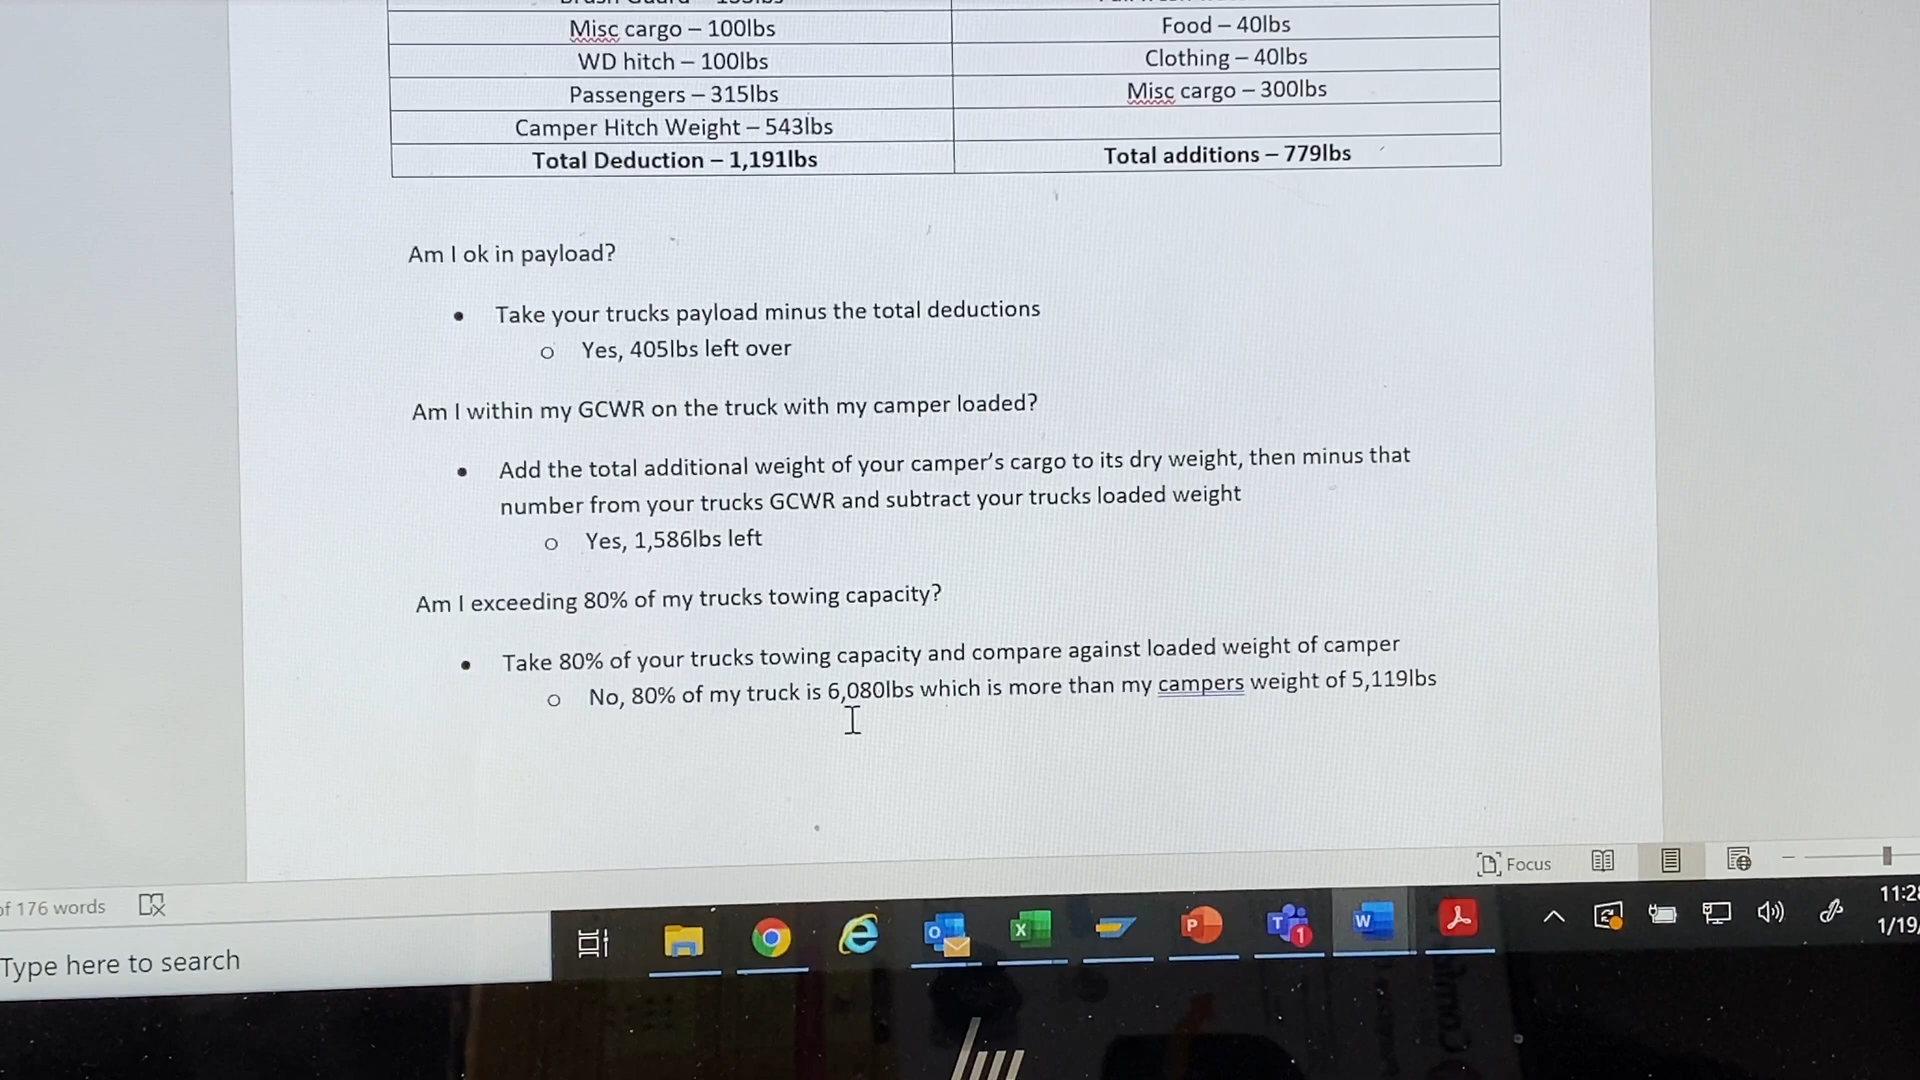 Misc cargo – 100lbs
Food – 40lbs
WD hitch – 100lbs
Clothing – 40lbs
Passengers – 315lbs
Misc cargo – 300lbs
Camper Hitch Weight – 543lbs
Total Deduction – 1,191lbs
Total additions – 779lbs
Am I ok in payload?
• Take your trucks payload minus the total deductions
o Yes, 405lbs left over
Am I within my GCWR on the truck with my camper loaded?
• Add the total additional weight of your camper's cargo to its dry weight, then minus that
number from your trucks GCWR and subtract your trucks loaded weight
o Yes, 1,586lbs left
Am I exceeding 80% of my trucks towing capacity?
• Take 80% of your trucks towing capacity and compare against loaded weight of camper
o No, 80% of my truck is 6,080lbs which is more than my campers weight of 5,119lbs
Focus
of 176 words
Type here to search
11:28
1/19/
hp